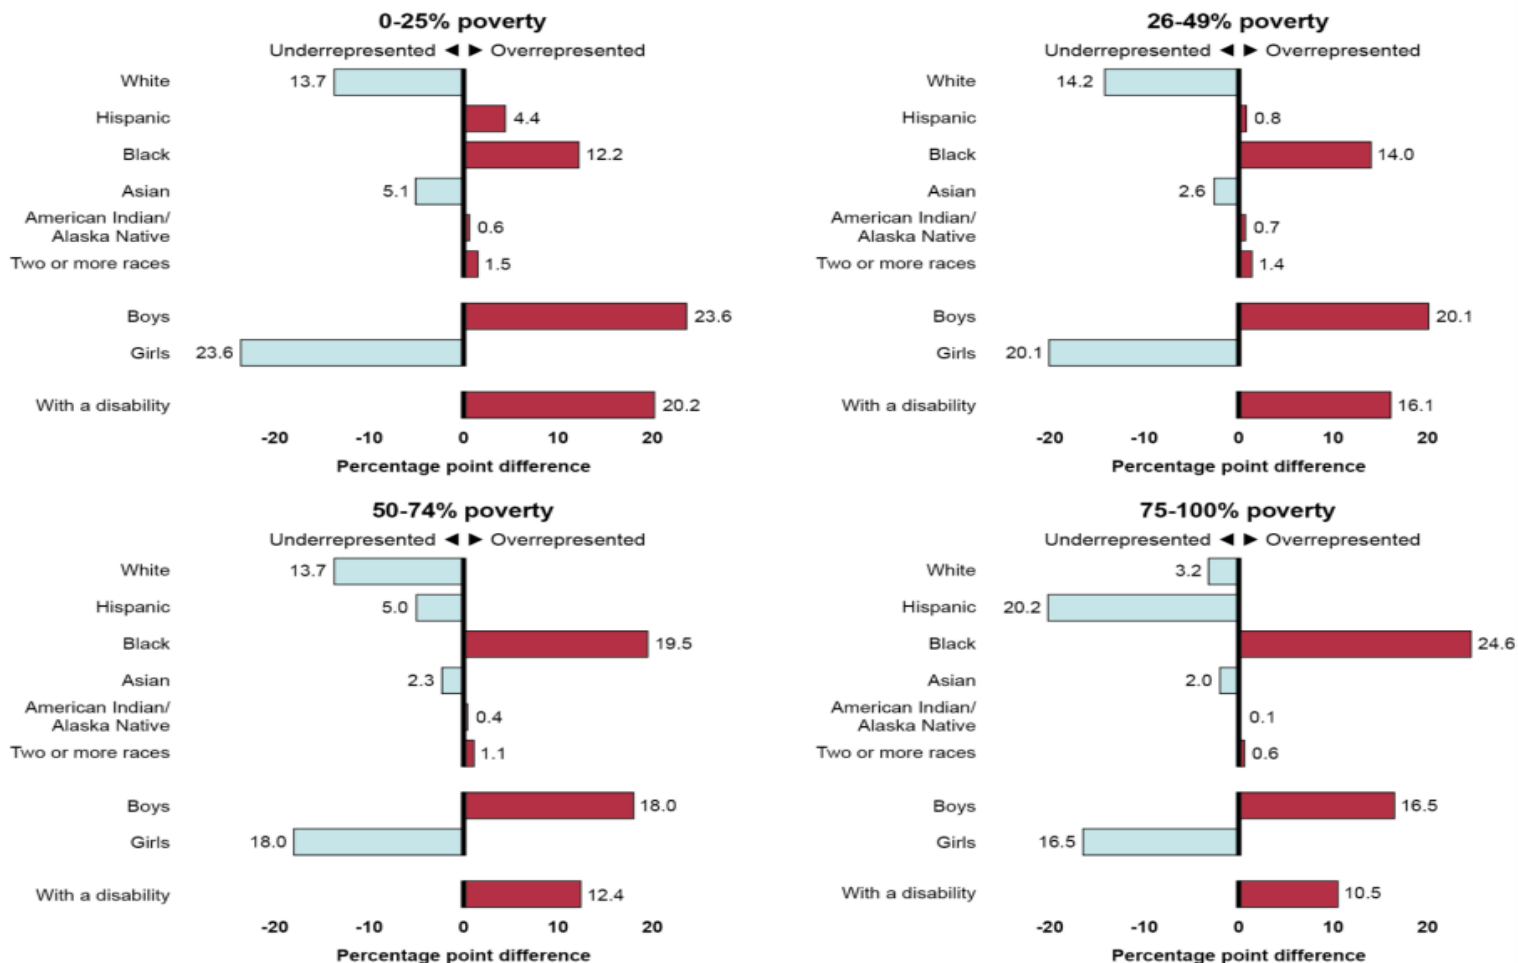 0-25% poverty
Underrepresented ◄ ► Overrepresented
White 13.7
Hispanic 4.4
Black 12.2
Asian 5.1
American Indian/
Alaska Native 0.6
Two or more races 1.5
Boys 23.6
Girls 23.6
With a disability 20.2
-20 -10 0 10 20
Percentage point difference
26-49% poverty
Underrepresented ◄ ► Overrepresented
White 14.2
Hispanic 0.8
Black 14.0
Asian 2.6
American Indian/
Alaska Native 0.7
Two or more races 1.4
Boys 20.1
Girls 20.1
With a disability 16.1
-20 -10 0 10 20
Percentage point difference
50-74% poverty
Underrepresented ◄ ► Overrepresented
White 13.7
Hispanic 5.0
Black 19.5
Asian 2.3
American Indian/
Alaska Native 0.4
Two or more races 1.1
Boys 18.0
Girls 18.0
With a disability 12.4
-20 -10 0 10 20
Percentage point difference
75-100% poverty
Underrepresented ◄ ► Overrepresented
White 3.2
Hispanic 20.2
Black 24.6
Asian 2.0
American Indian/
Alaska Native 0.1
Two or more races 0.6
Boys 16.5
Girls 16.5
With a disability 10.5
-20 -10 0 10 20
Percentage point difference